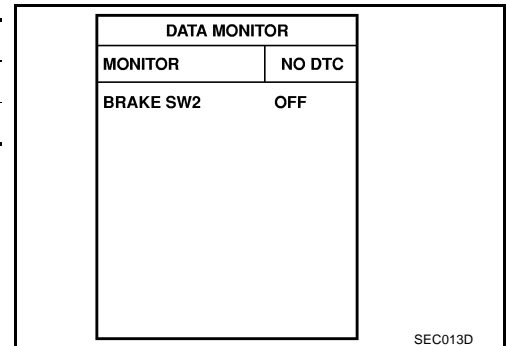 DATA MONITOR
MONITOR NO DTC
BRAKE SW2 OFF
SEC013D